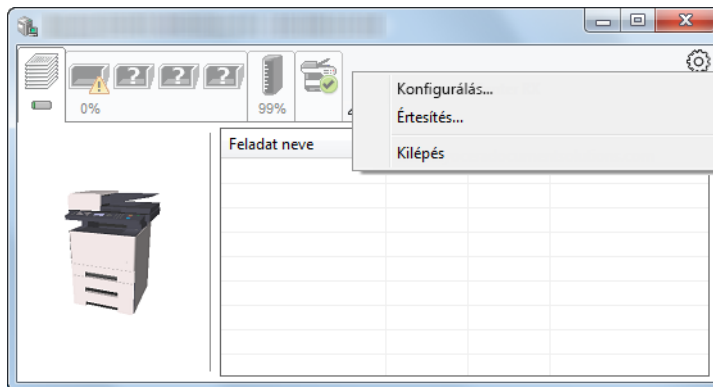 0%
99%
Konfigurálás...
Értesítés...
Kilépés
Feladat neve